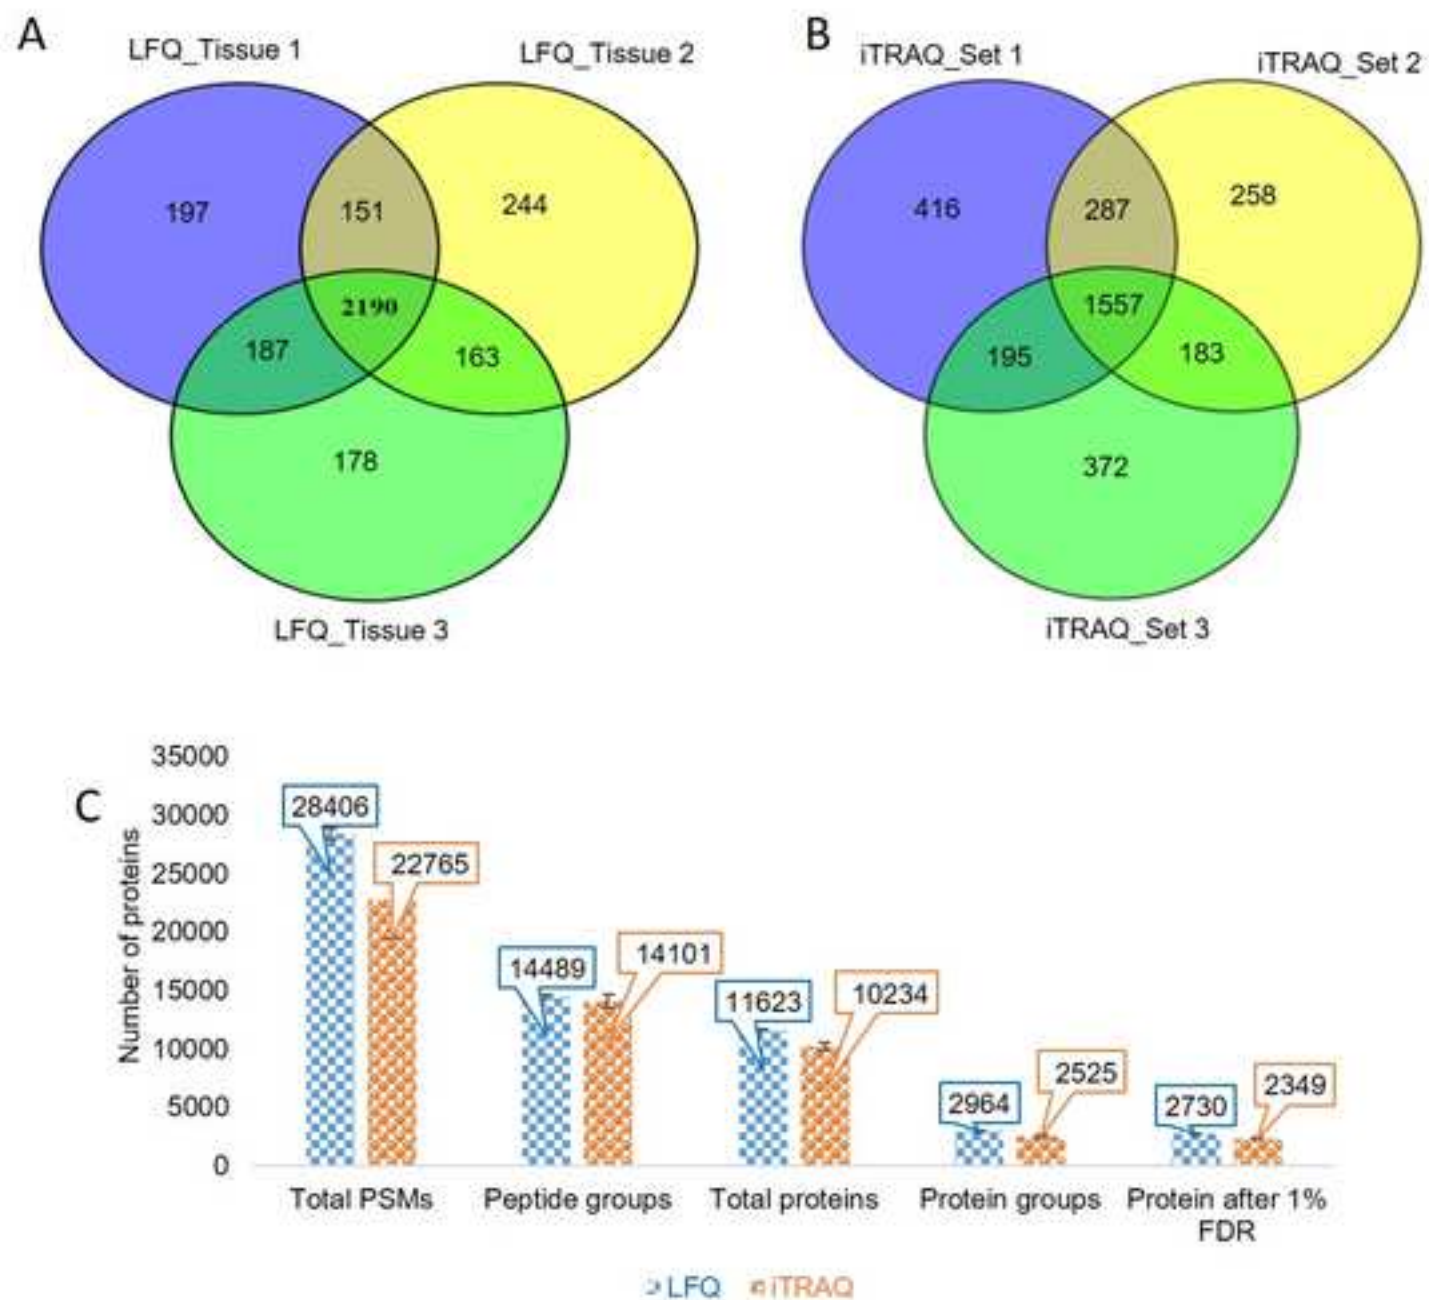 A
LFQ_Tissue 1
LFQ_Tissue 2
197
151
244
2190
187
163
178
LFQ_Tissue 3
B
iTRAQ_Set 1
iTRAQ_Set 2
416
287
258
1557
195
183
372
iTRAQ_Set 3
C
Number of proteins
35000
30000
25000
20000
15000
10000
5000
0
28406
22765
14489
14101
11623
10234
2964
2525
2730
2349
Total PSMs
Peptide groups
Total proteins
Protein groups
Protein after 1%
FDR
LFQ
iTRAQ